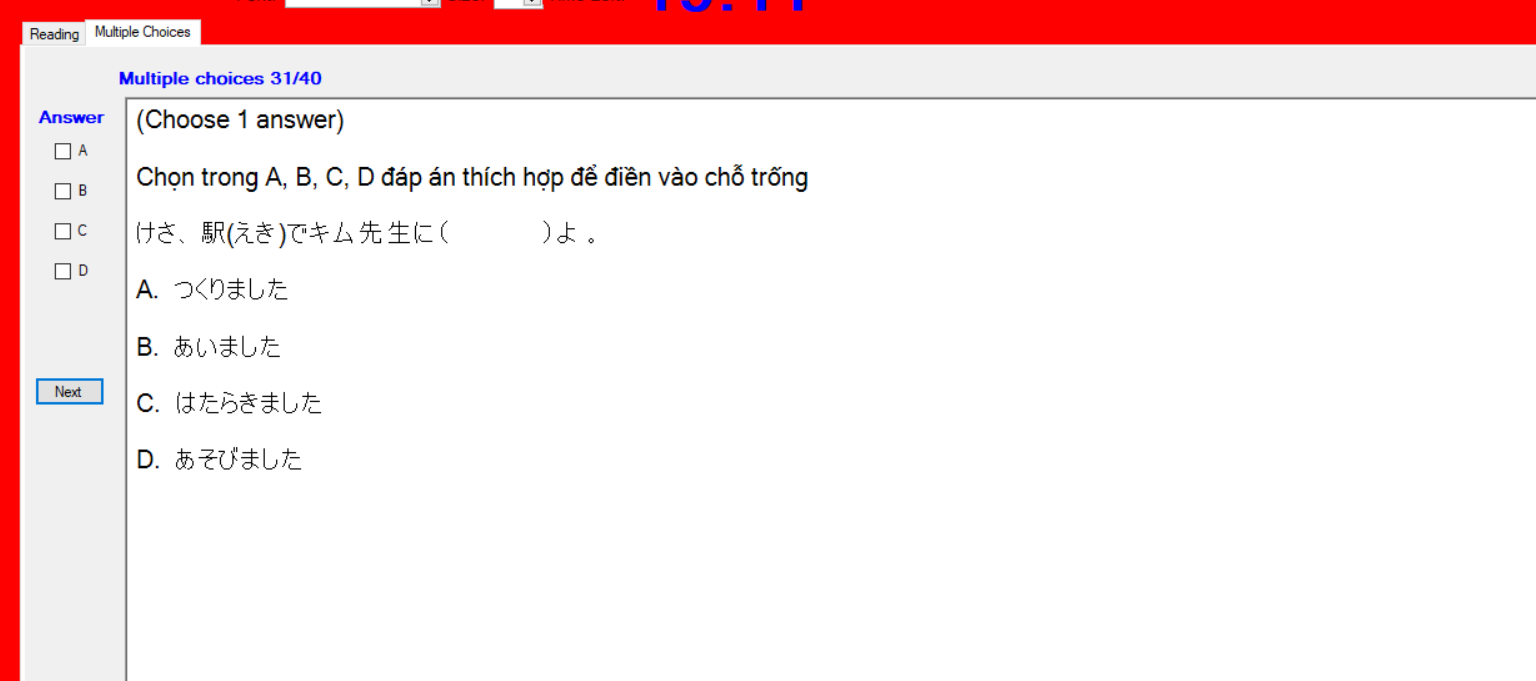 Reading Multiple Choices
Multiple choices 31/40
Answer
A
B
C
D
Next
(Choose 1 answer)
Chọn trong A, B, C, D đáp án thích hợp để điền vào chỗ trống
けさ、駅(えき)でキム先生に( )よ。
A. つくりました
B. あいました
C. はたらきました
D. あそびました